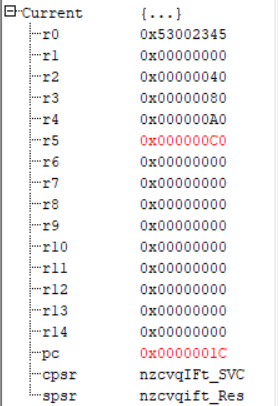 Current {...}
r0 0x53002345
r1 0x00000000
r2 0x00000040
r3 0x00000080
r4 0x000000A0
r5 0x000000C0
r6 0x00000000
r7 0x00000000
r8 0x00000000
r9 0x00000000
r10 0x00000000
r11 0x00000000
r12 0x00000000
r13 0x00000000
r14 0x00000000
pc 0x0000001C
cpsr nzcvqIFt_SVC
spsr nzcvqift_Res